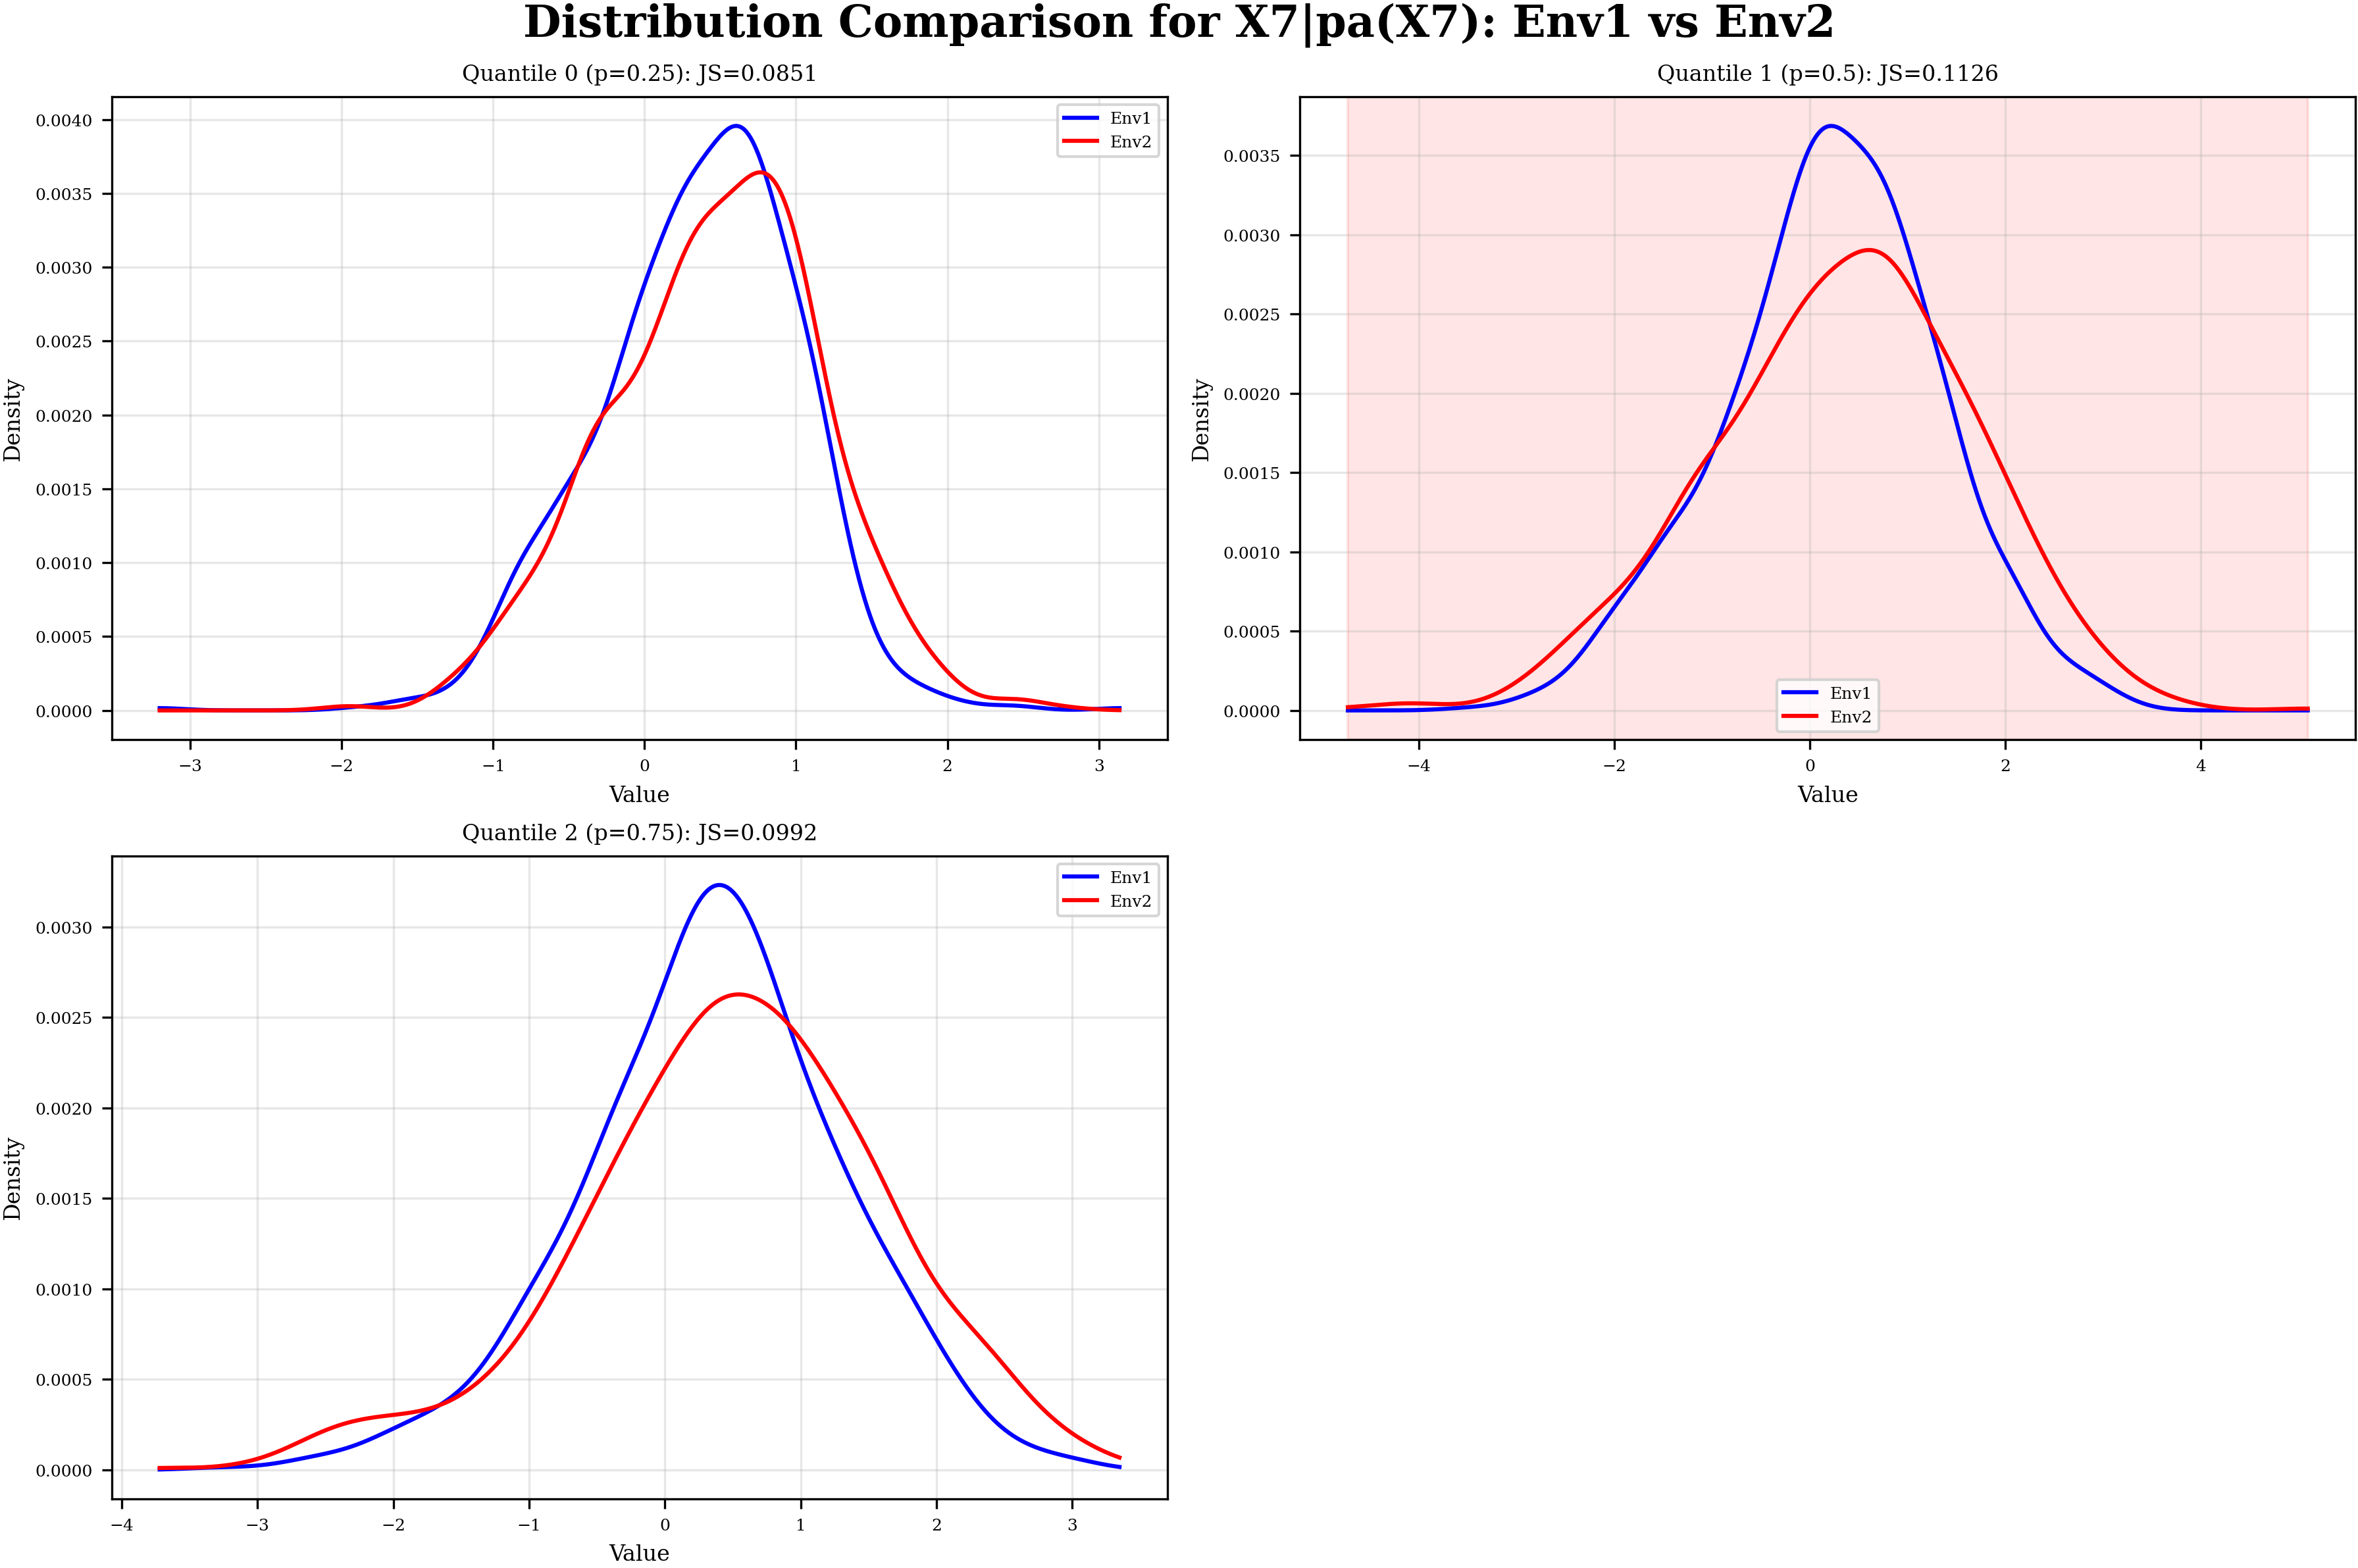 Distribution Comparison for X7|pa(X7): Env1 vs Env2
Quantile 0 (p=0.25): JS=0.0851
Env1
Env2
0.0040
0.0035
0.0030
0.0025
0.0020
0.0015
0.0010
0.0005
0.0000
Density
−3
−2
−1
0
1
2
3
Value
Quantile 1 (p=0.5): JS=0.1126
0.0035
0.0030
0.0025
0.0020
0.0015
0.0010
0.0005
0.0000
Density
Env1
Env2
−4
−2
0
2
4
Value
Quantile 2 (p=0.75): JS=0.0992
Env1
Env2
0.0030
0.0025
0.0020
0.0015
0.0010
0.0005
0.0000
Density
−4
−3
−2
−1
0
1
2
3
Value